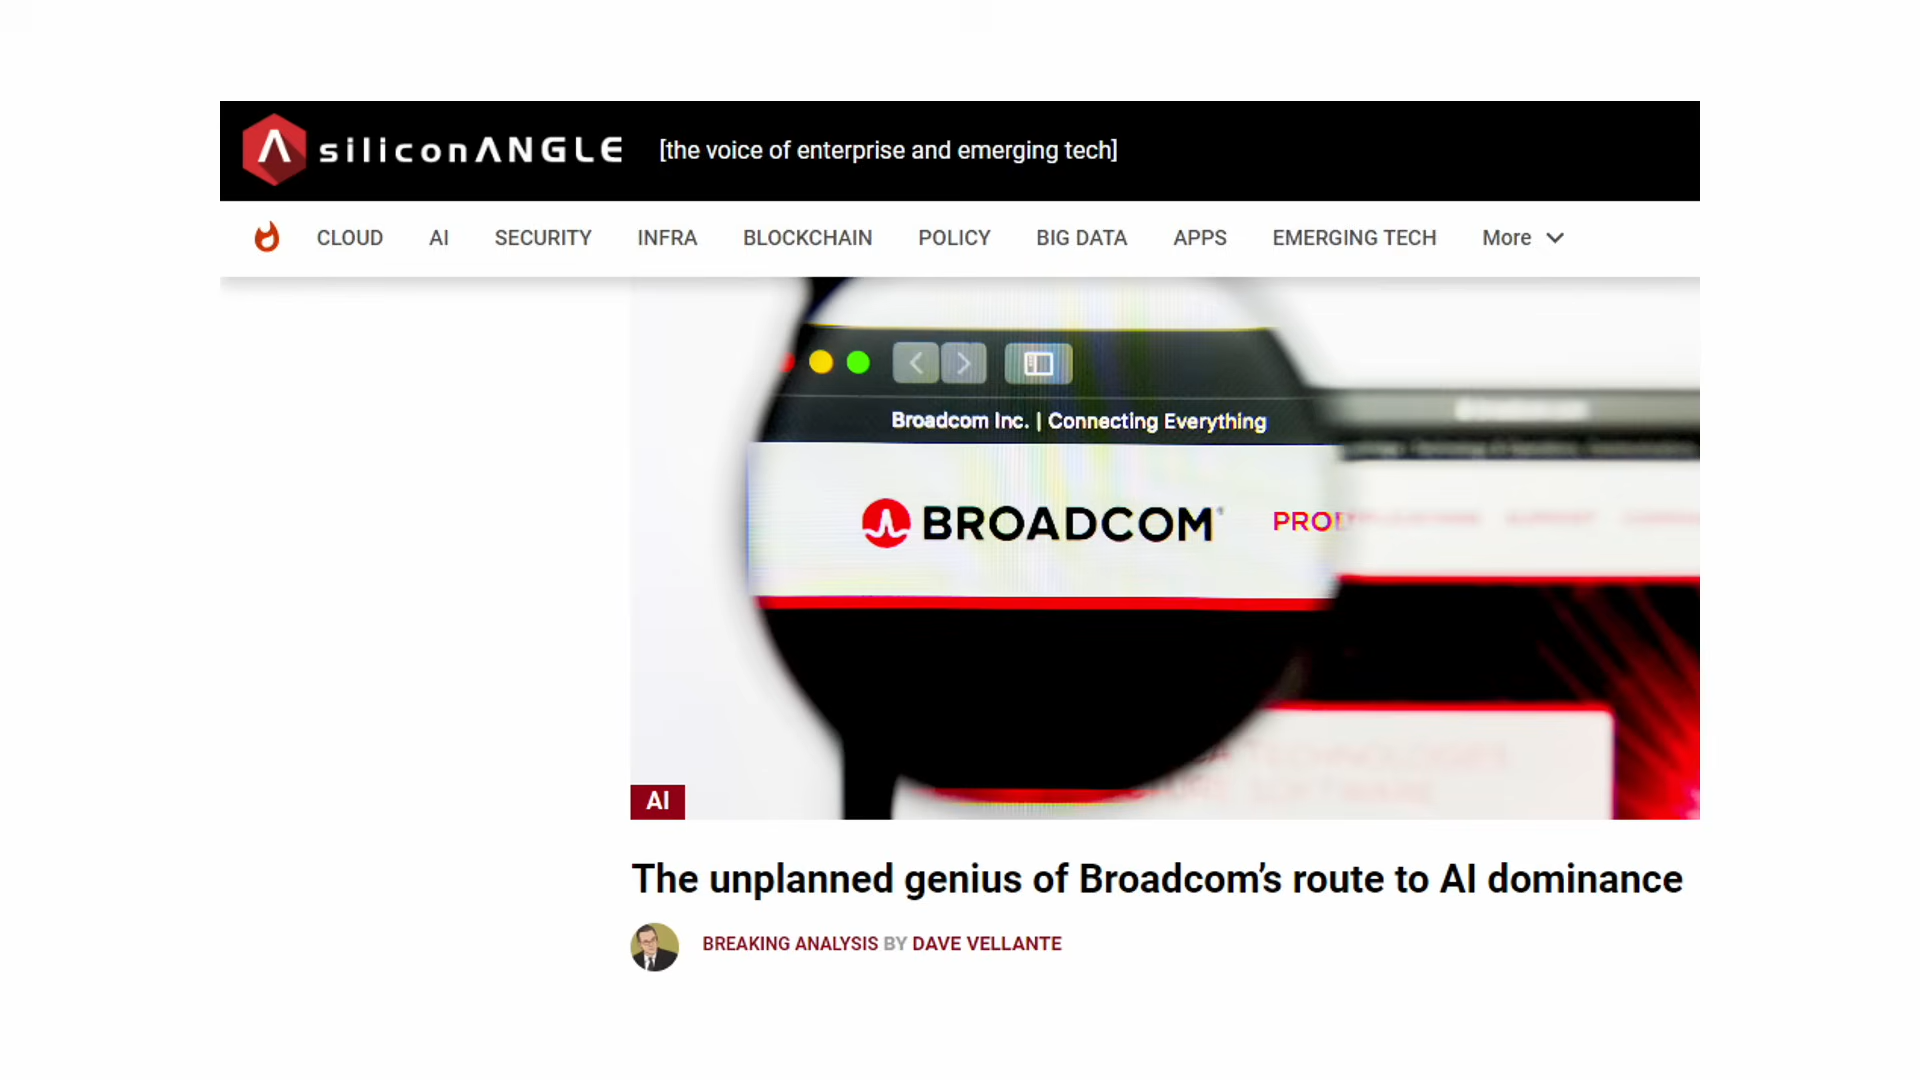 siliconANGLE [the voice of enterprise and emerging tech]
CLOUD AI SECURITY INFRA BLOCKCHAIN POLICY BIG DATA APPS EMERGING TECH More
Broadcom Inc. | Connecting Everything
BROADCOM
AI
The unplanned genius of Broadcom's route to AI dominance
BREAKING ANALYSIS BY DAVE VELLANTE